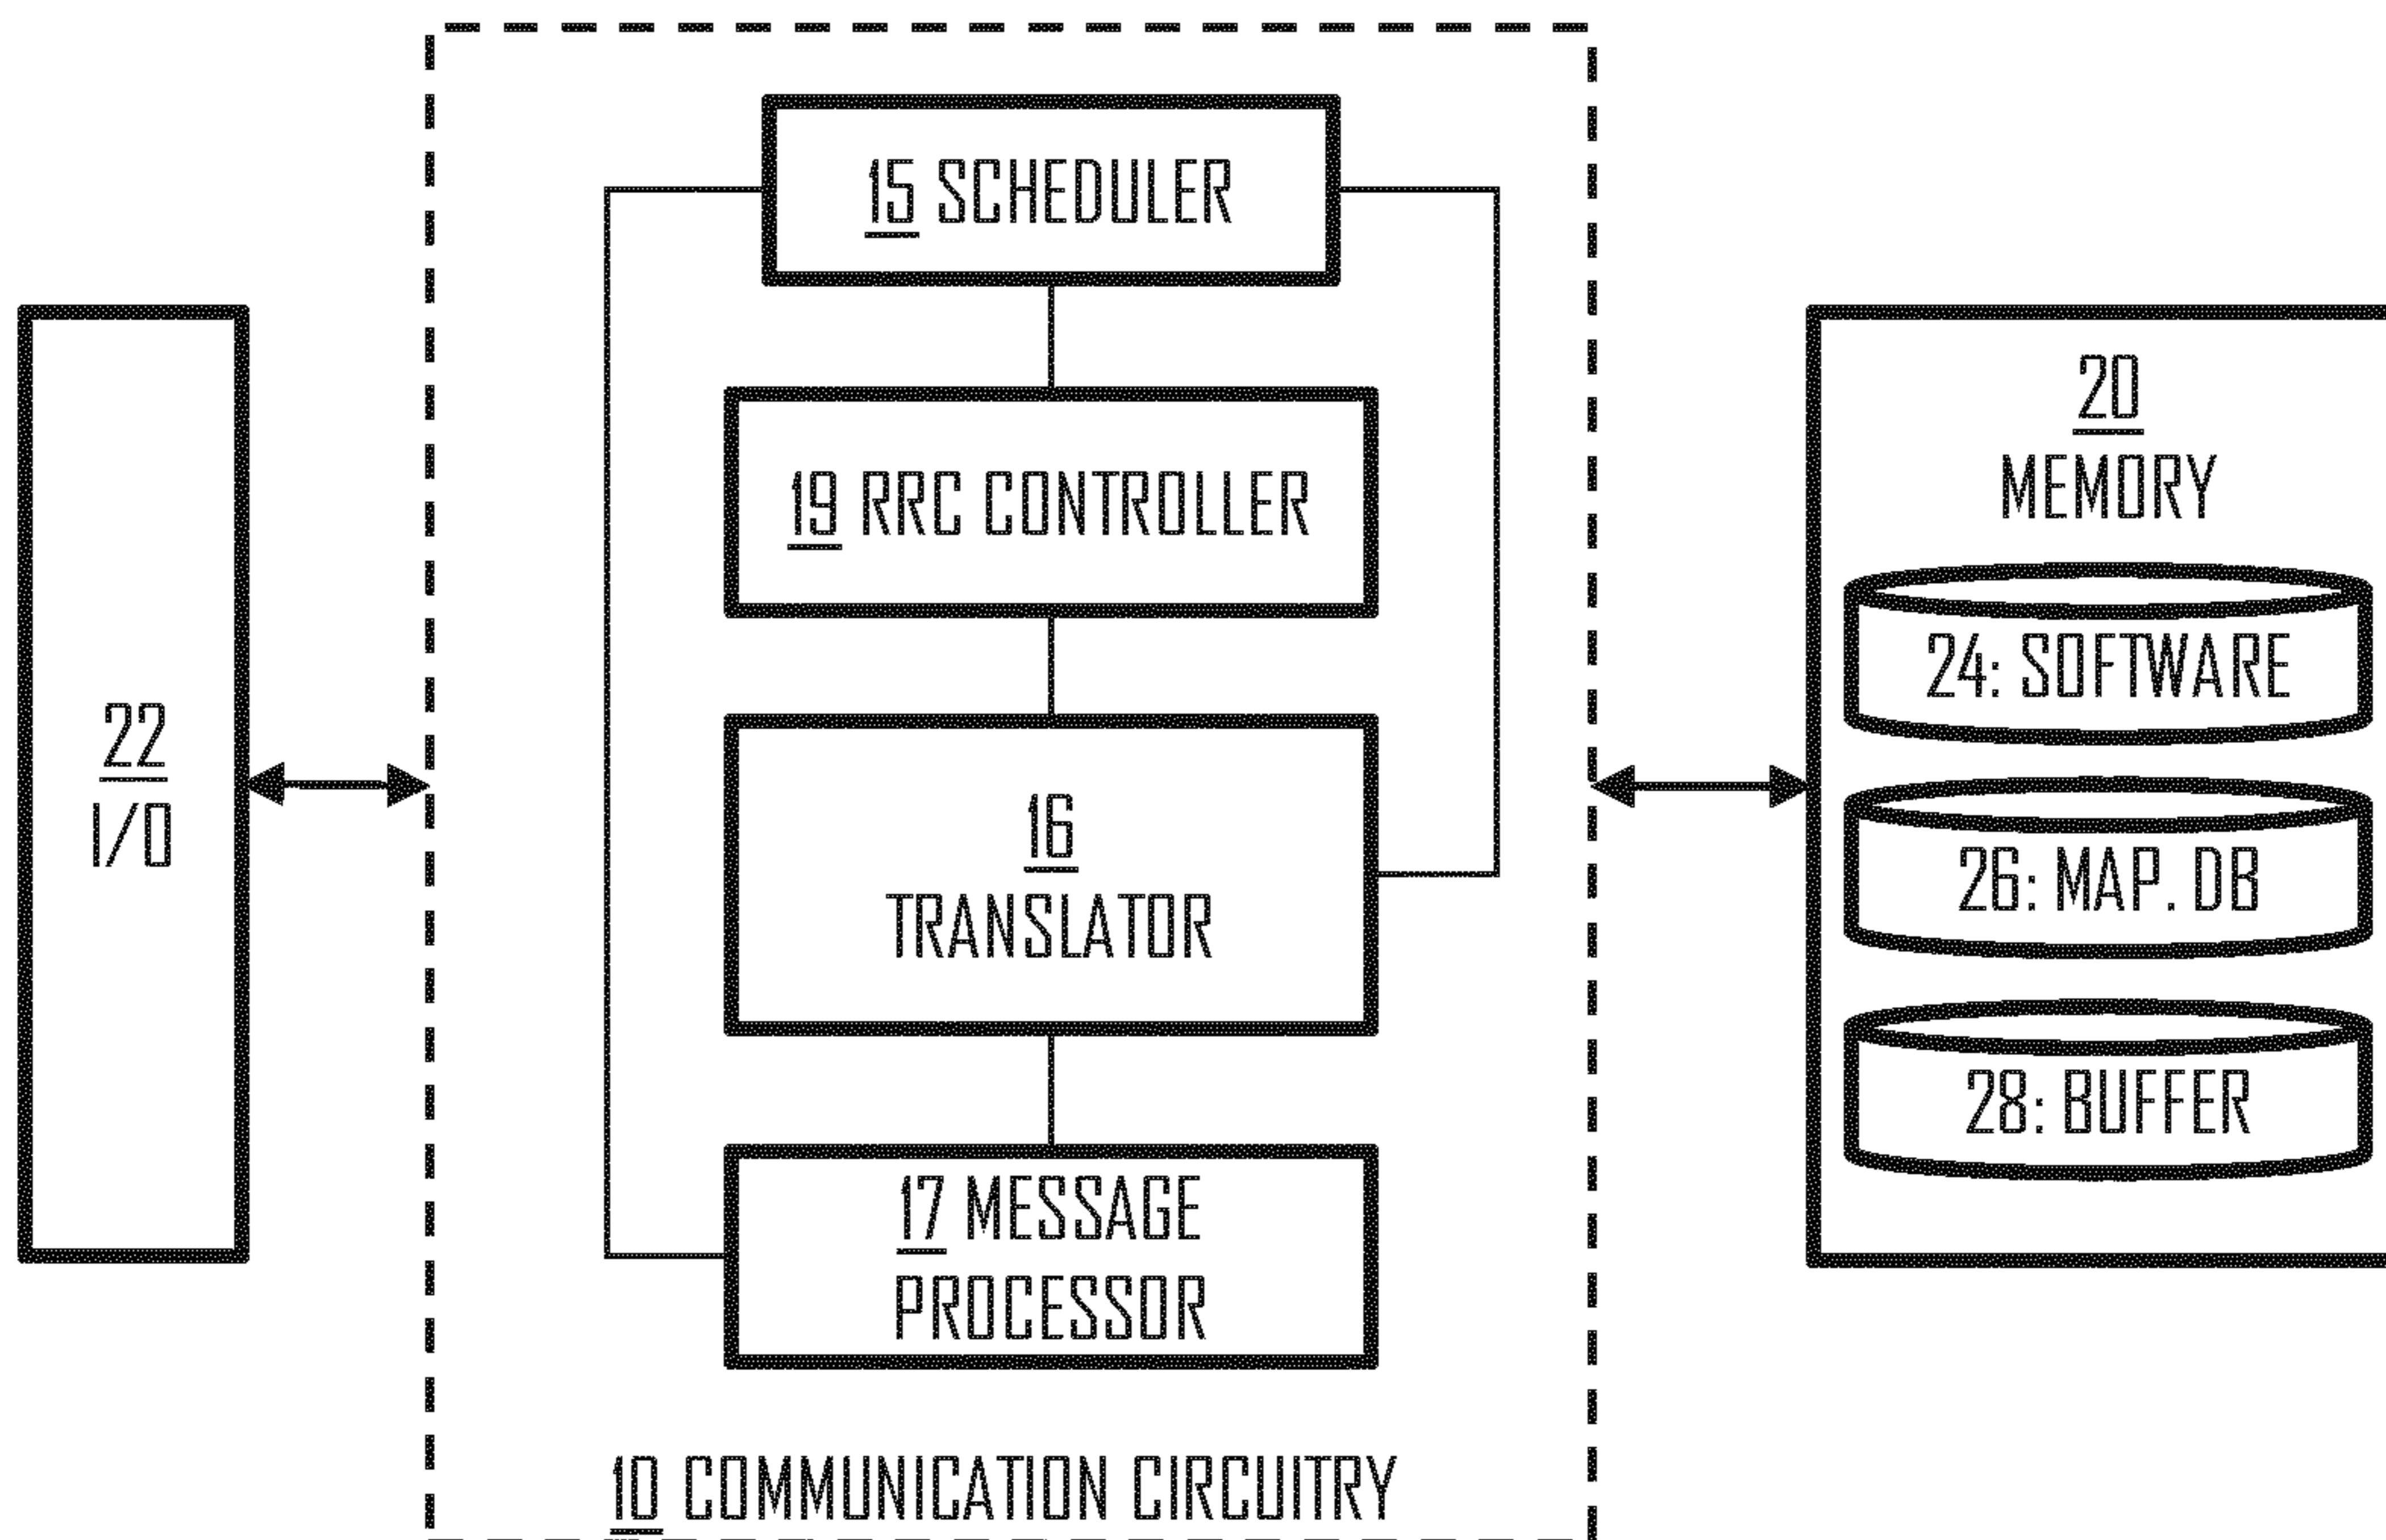 15 SCHEDULER
19 RRC CONTROLLER
16
TRANSLATOR
17 MESSAGE
PROCESSOR
10 COMMUNICATION CIRCUITRY
22
I/O
20
MEMORY
24: SOFTWARE
26: MAP. DB
28: BUFFER